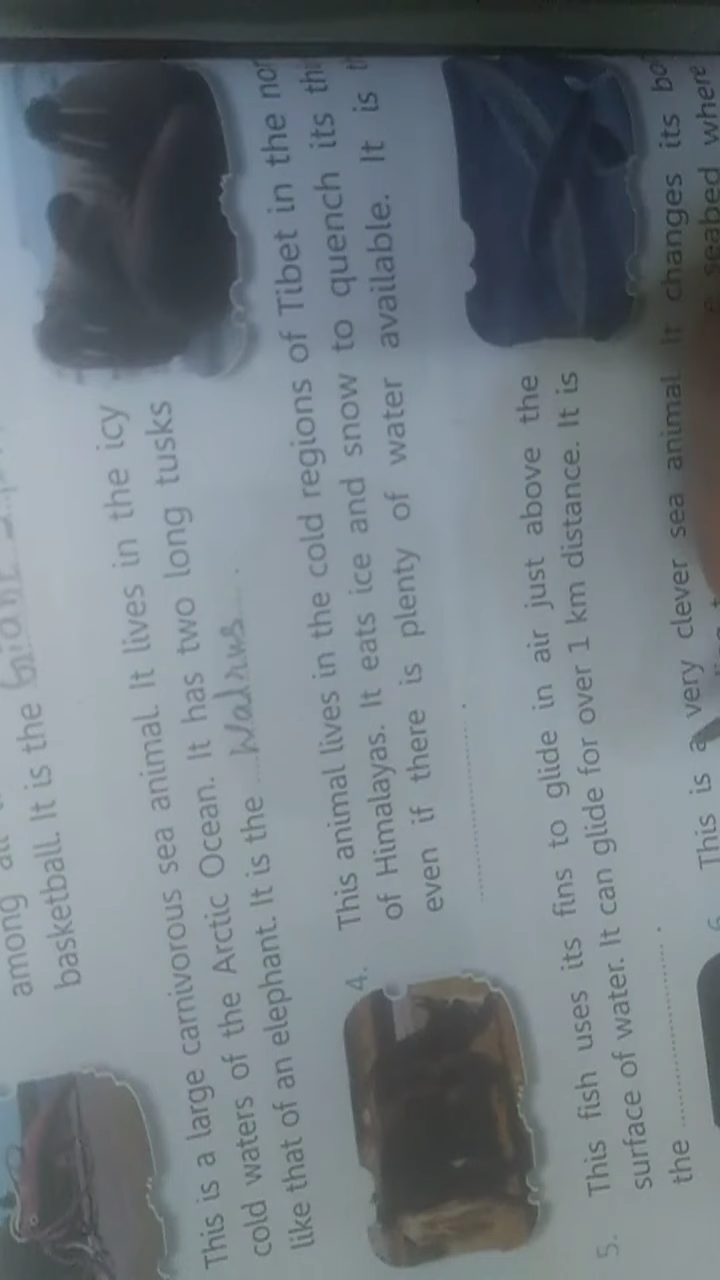 among all
basketball. It is the Giant
This is a large carnivorous sea animal. It lives in the icy
cold waters of the Arctic Ocean. It has two long tusks
like that of an elephant. It is the Walrus.
4. This animal lives in the cold regions of Tibet in the
of Himalayas. It eats ice and snow to quench its
even if there is plenty of water available. It is
5. This fish uses its fins to glide in air just above the
surface of water. It can glide for over 1 km distance. It is
the
This is a very clever sea animal. It changes its
seabed where